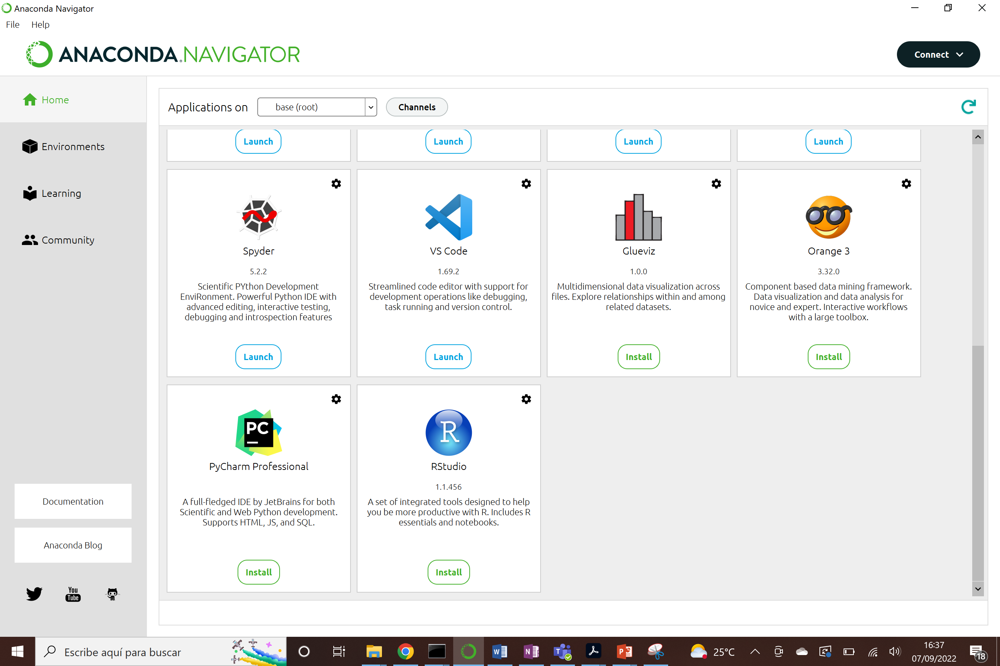 Anaconda Navigator
File Help
ANACONDA.NAVIGATOR
Connect
Home
Environments
Learning
Community
Documentation
Anaconda Blog
You
Tube
Applications on base (root) Channels
Launch Launch Launch Launch
Spyder
5.2.2
Scientific PYthon Development
EnviRonment. Powerful Python IDE with
advanced editing, interactive testing,
debugging and introspection features
Launch
VS Code
1.69.2
Streamlined code editor with support for
development operations like debugging,
task running and version control.
Launch
Glueviz
1.0.0
Multidimensional data visualization across
files. Explore relationships within and among
related datasets.
Install
Orange 3
3.32.0
Component based data mining framework.
Data visualization and data analysis for
novice and expert. Interactive workflows
with a large toolbox.
Install
PC
PyCharm Professional
A full-fledged IDE by JetBrains for both
Scientific and Web Python development.
Supports HTML, JS, and SQL.
Install
R
RStudio
1.1.456
A set of integrated tools designed to help
you be more productive with R. Includes R
essentials and notebooks.
Install
Escribe aquí para buscar
W
N
T
P
25°C
16:37
07/09/2022
18